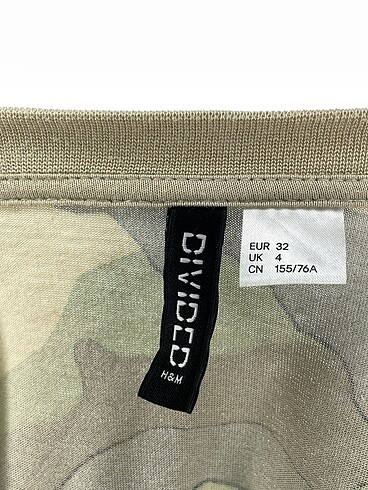 DIVIDED
H&M
EUR 32
UK 4
CN 155/76A